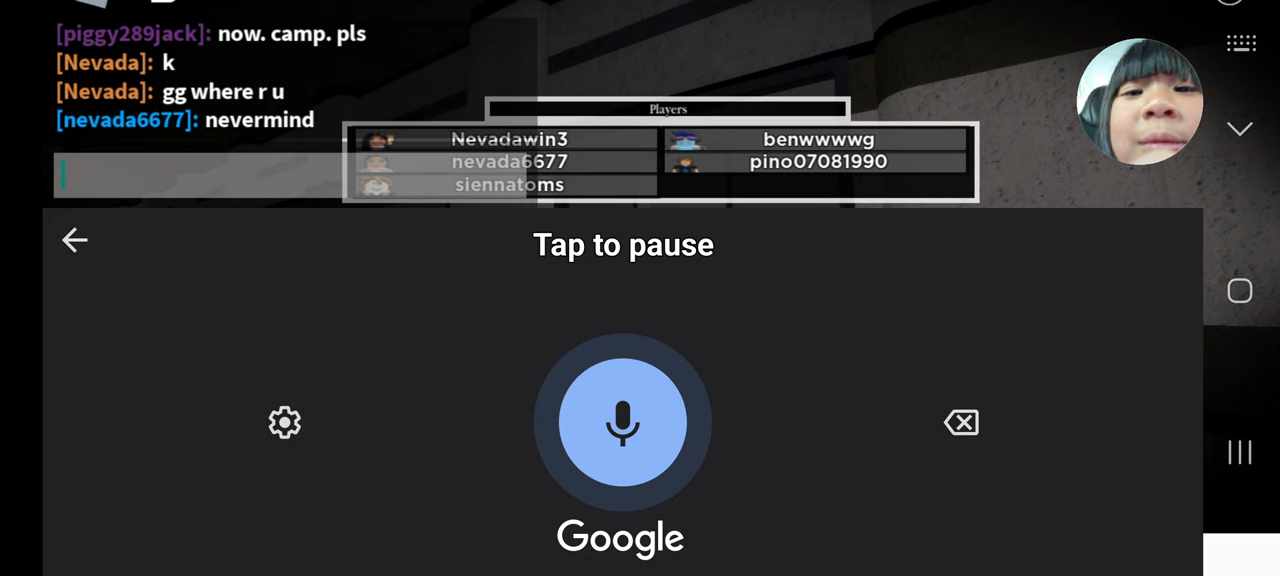 [piggy289jack]: now. camp. pls
[Nevada]: k
[Nevada]: gg where r u
[nevada6677]: nevermind
Players
Nevadawin3
benwwwwg
nevada6677
pino07081990
siennatoms
Tap to pause
Google